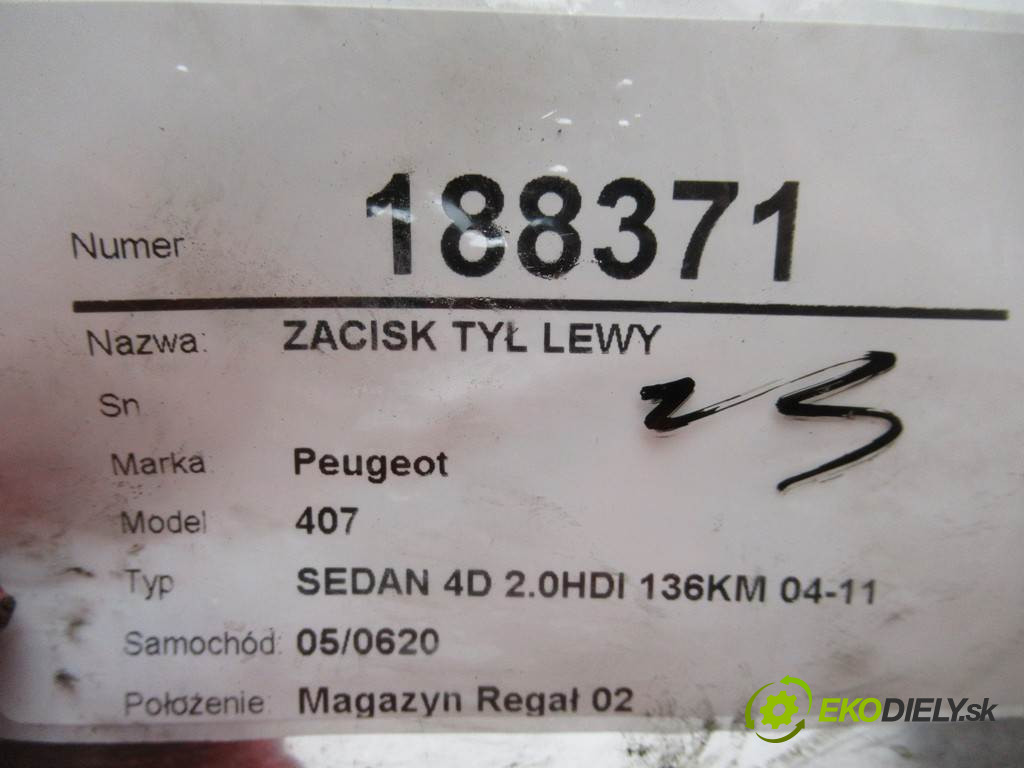 Numer 188371
Nazwa: ZACISK TYŁ LEWY
Sn
23
Marka Peugeot
Model 407
Typ SEDAN 4D 2.0HDI 136KM 04-11
Samochód: 05/0620
Położenie: Magazyn Regał 02
EKODIELY.sk